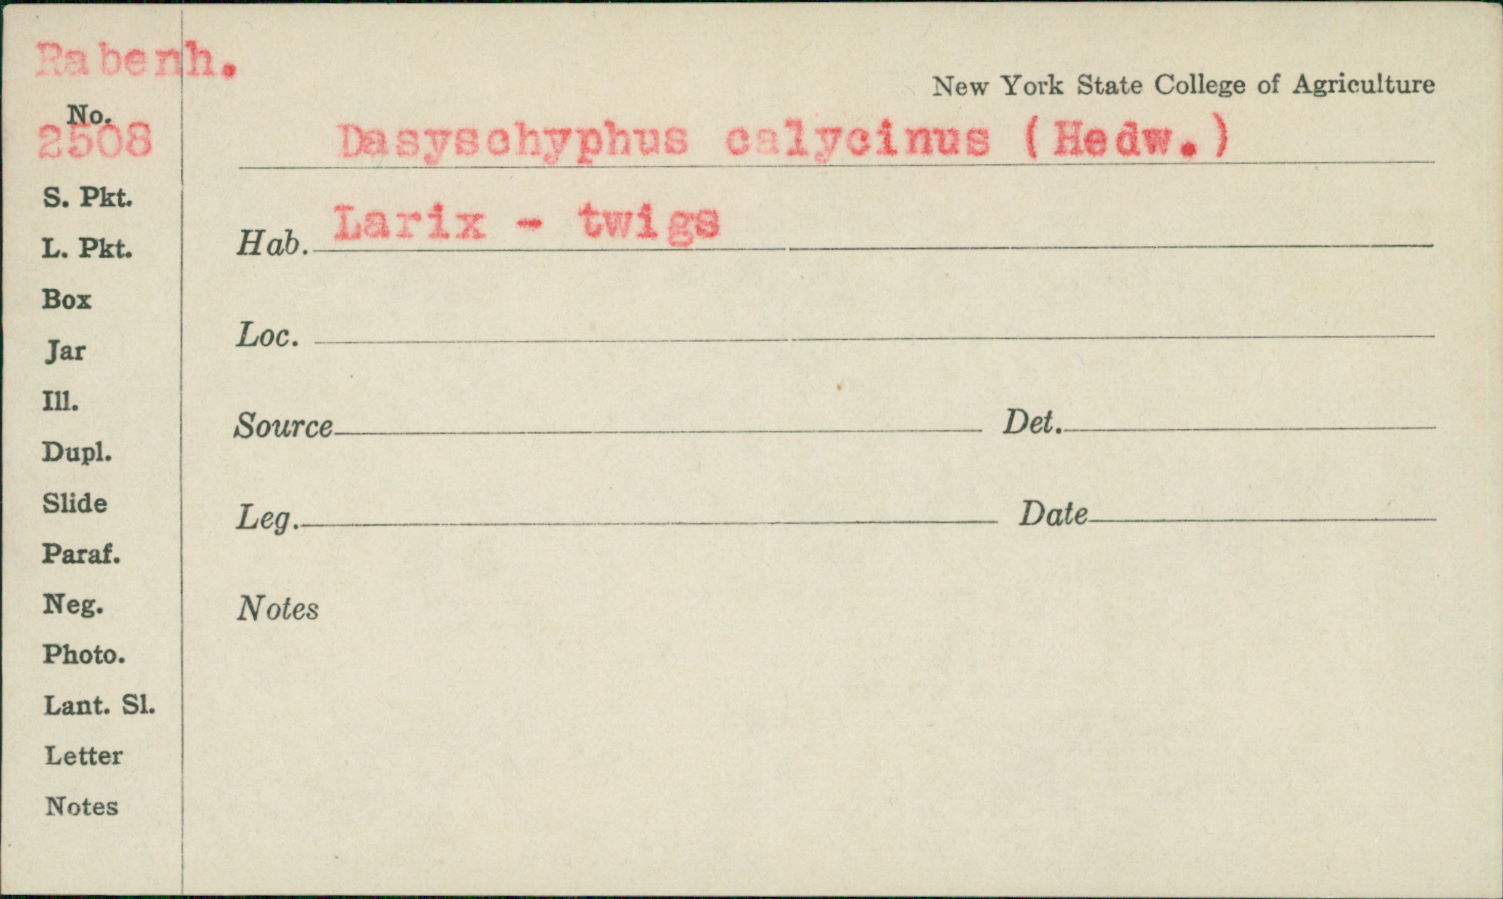 Rabenh.
New York State College of Agriculture
No.
2508
Dasyschyphus calycinus (Hedw.)
S. Pkt.
Hab. Larix - twigs
L. Pkt.
Box
Loc.
Jar
Ill.
Source Det.
Dupl.
Slide
Leg. Date
Paraf.
Neg.
Notes
Photo.
Lant. Sl.
Letter
Notes